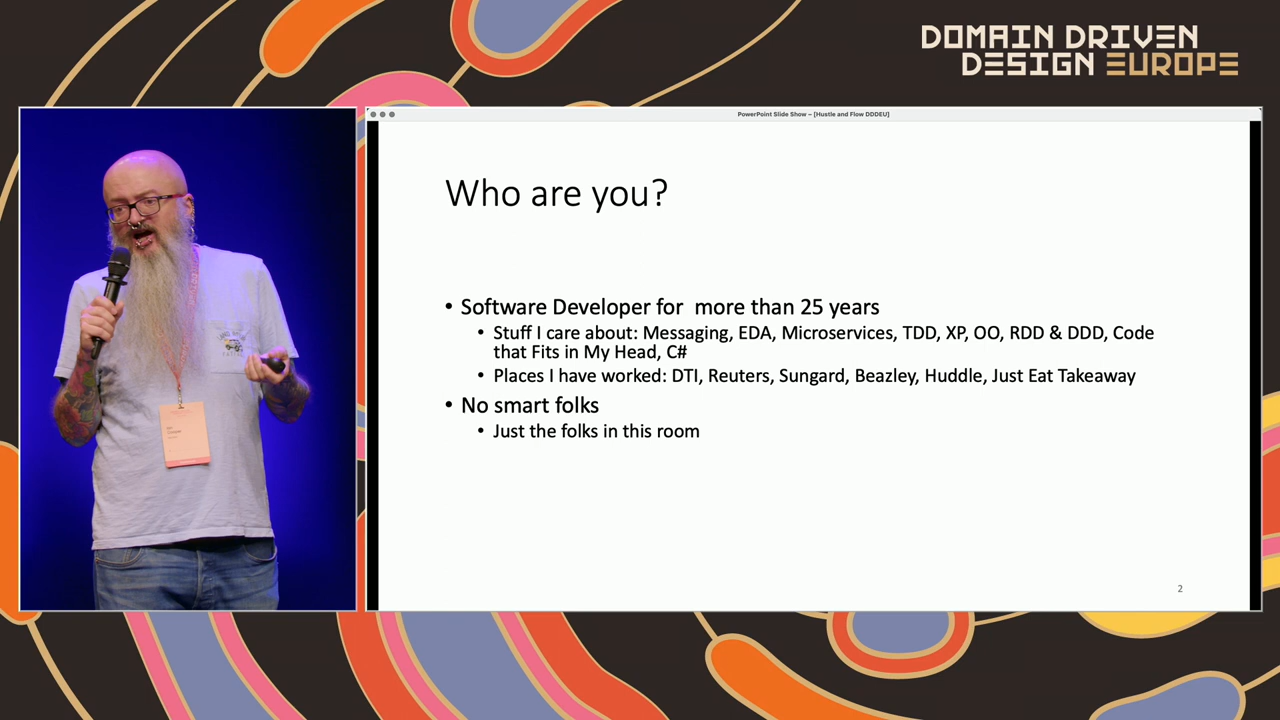 DOMAIN DRIVEN
DESIGN EUROPE
PowerPoint Slide Show – [Hustle and Flow DDDEU]
Who are you?
• Software Developer for  more than 25 years
• Stuff I care about: Messaging, EDA, Microservices, TDD, XP, OO, RDD & DDD, Code
that Fits in My Head, C#
• Places I have worked: DTI, Reuters, Sungard, Beazley, Huddle, Just Eat Takeaway
• No smart folks
• Just the folks in this room
2